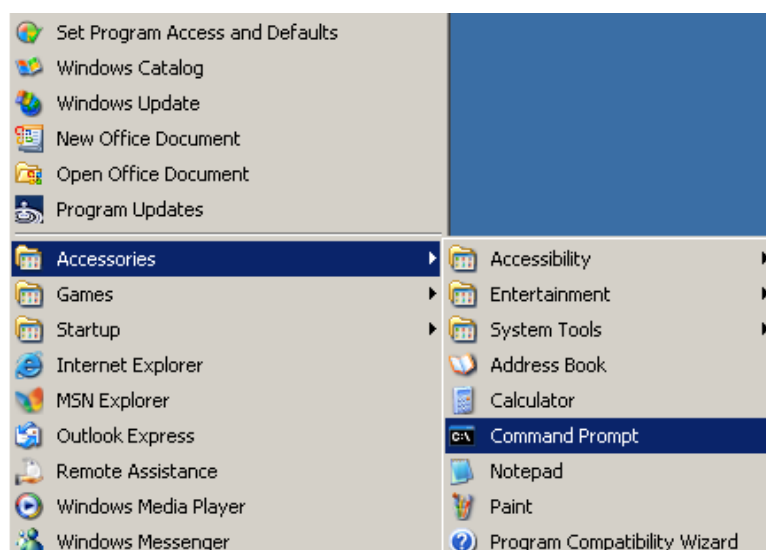 Set Program Access and Defaults
Windows Catalog
Windows Update
New Office Document
Open Office Document
Program Updates
Accessories
Games
Startup
Internet Explorer
MSN Explorer
Outlook Express
Remote Assistance
Windows Media Player
Windows Messenger
Accessibility
Entertainment
System Tools
Address Book
Calculator
C:\ Command Prompt
Notepad
Paint
Program Compatibility Wizard